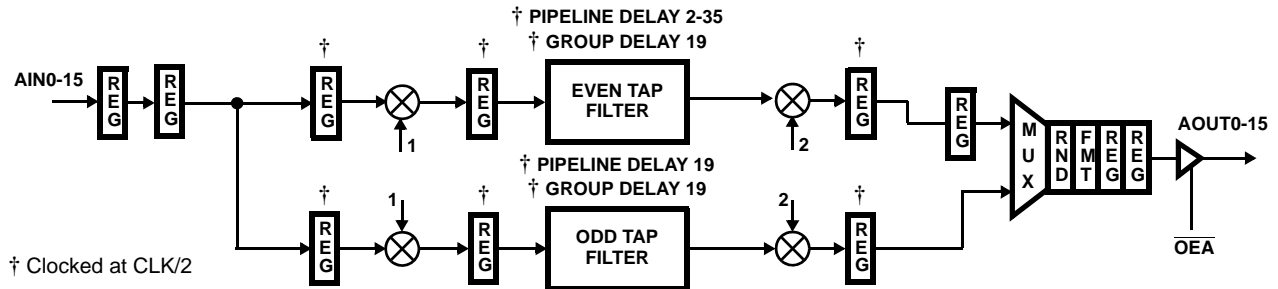 † PIPELINE DELAY 2-35
† GROUP DELAY 19
AIN0-15
REG
REG
†
REG
1
†
REG
EVEN TAP
FILTER
2
†
REG
REG
MUX
RND
FMT
REG
REG
AOUT0-15
OEA
† PIPELINE DELAY 19
† GROUP DELAY 19
†
REG
1
†
REG
ODD TAP
FILTER
2
†
REG
† Clocked at CLK/2